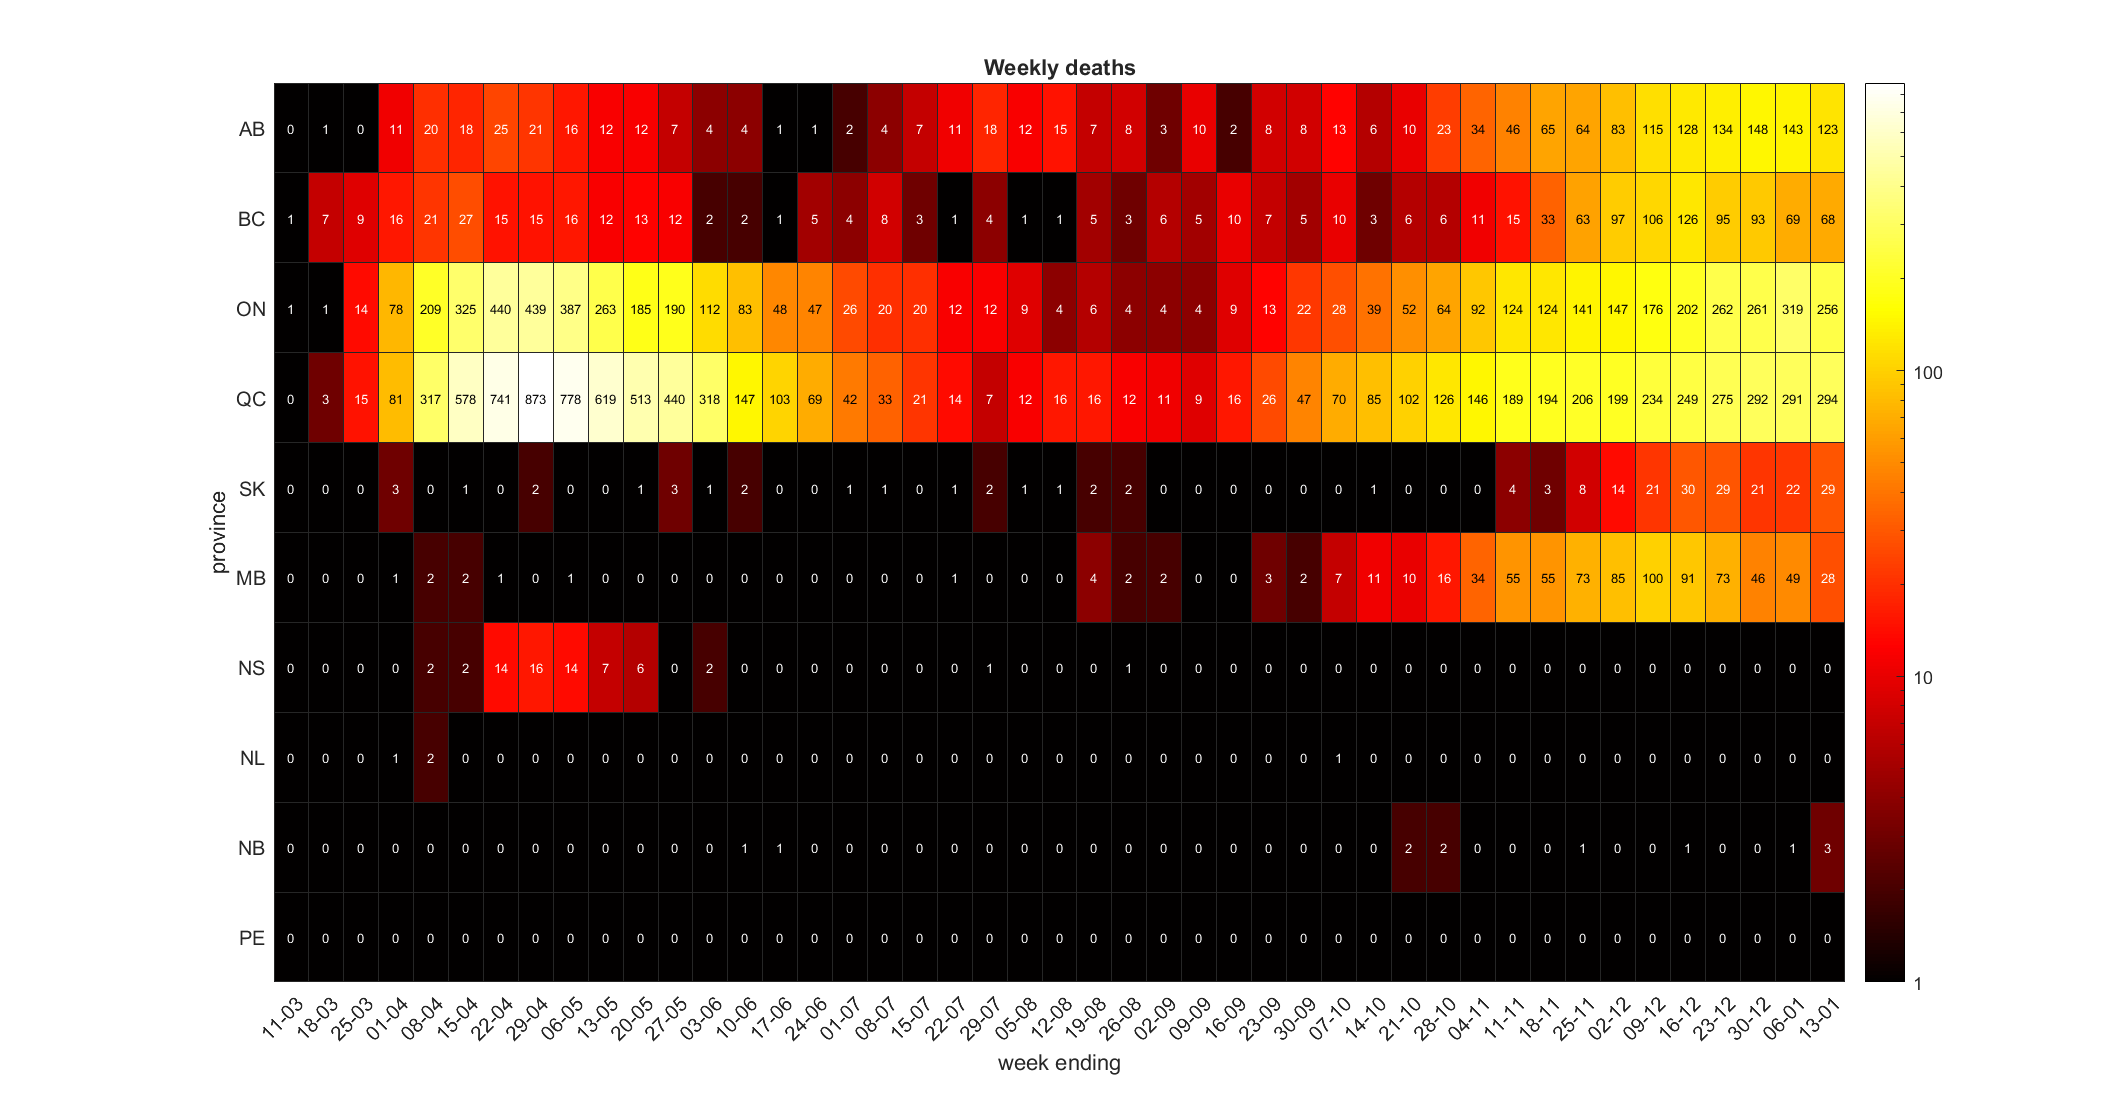 Weekly deaths
AB 0 1 0 11 20 18 25 21 16 12 12 7 4 4 1 1 2 4 7 11 18 12 15 7 8 3 10 2 8 8 13 6 10 23 34 46 65 64 83 115 128 134 148 143 123
BC 1 7 9 16 21 27 15 15 16 12 13 12 2 2 1 5 4 8 3 1 4 1 1 5 3 6 5 10 7 5 10 3 6 6 11 15 33 63 97 106 126 95 93 69 68
ON 1 1 14 78 209 325 440 439 387 263 185 190 112 83 48 47 26 20 20 12 12 9 4 6 4 4 4 9 13 22 28 39 52 64 92 124 124 141 147 176 202 262 261 319 256
QC 0 3 15 81 317 578 741 873 778 619 513 440 318 147 103 69 42 33 21 14 7 12 16 16 12 11 9 16 26 47 70 85 102 126 146 189 194 206 199 234 249 275 292 291 294
SK 0 0 0 3 0 1 0 2 0 0 1 3 1 2 0 0 1 1 0 1 2 1 1 2 2 0 0 0 0 0 0 1 0 0 0 4 3 8 14 21 30 29 21 22 29
MB 0 0 0 1 2 2 1 0 1 0 0 0 0 0 0 0 0 0 0 1 0 0 0 4 2 2 0 0 3 2 7 11 10 16 34 55 55 73 85 100 91 73 46 49 28
NS 0 0 0 0 2 2 14 16 14 7 6 0 2 0 0 0 0 0 0 0 1 0 0 0 1 0 0 0 0 0 0 0 0 0 0 0 0 0 0 0 0 0 0 0 0
NL 0 0 0 1 2 0 0 0 0 0 0 0 0 0 0 0 0 0 0 0 0 0 0 0 0 0 0 0 0 0 1 0 0 0 0 0 0 0 0 0 0 0 0 0 0
NB 0 0 0 0 0 0 0 0 0 0 0 0 0 1 1 0 0 0 0 0 0 0 0 0 0 0 0 0 0 0 0 0 2 2 0 0 0 1 0 0 1 0 0 1 3
PE 0 0 0 0 0 0 0 0 0 0 0 0 0 0 0 0 0 0 0 0 0 0 0 0 0 0 0 0 0 0 0 0 0 0 0 0 0 0 0 0 0 0 0 0 0
province
11-03 18-03 25-03 01-04 08-04 15-04 22-04 29-04 06-05 13-05 20-05 27-05 03-06 10-06 17-06 24-06 01-07 08-07 15-07 22-07 29-07 05-08 12-08 19-08 26-08 02-09 09-09 16-09 23-09 30-09 07-10 14-10 21-10 28-10 04-11 11-11 18-11 25-11 02-12 09-12 16-12 23-12 30-12 06-01 13-01
week ending
100
10
1